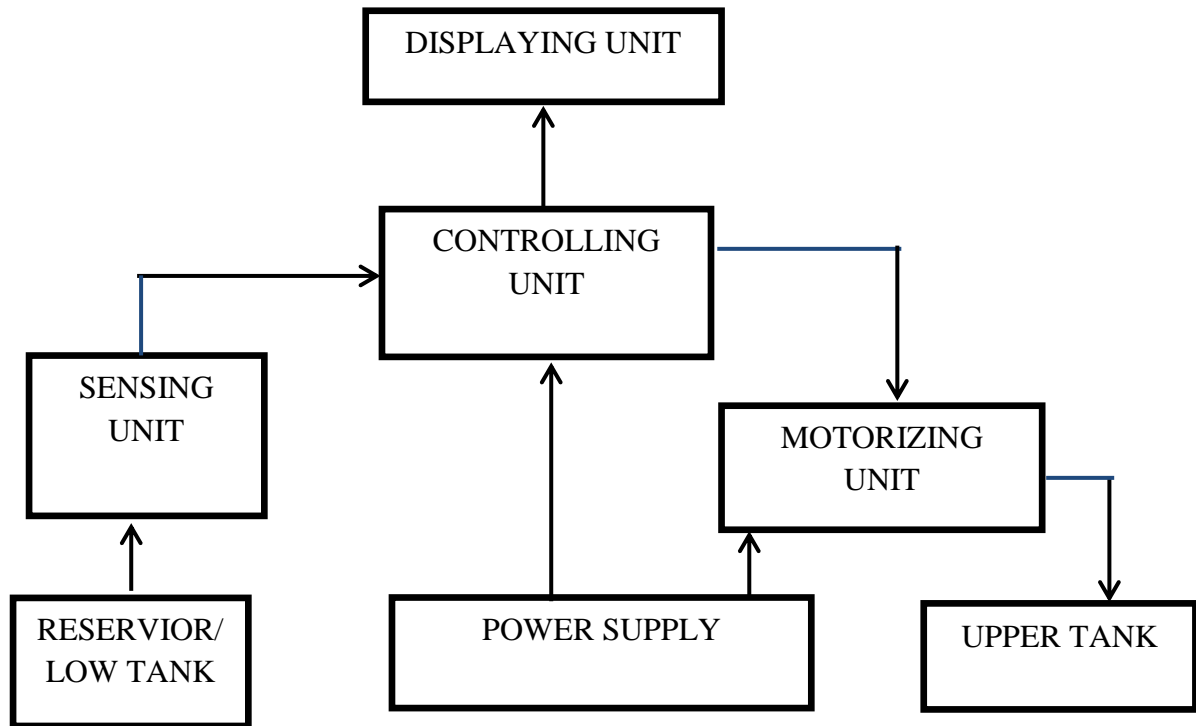 DISPLAYING UNIT
CONTROLLING
UNIT
SENSING
UNIT
MOTORIZING
UNIT
RESERVIOR/
LOW TANK
POWER SUPPLY
UPPER TANK